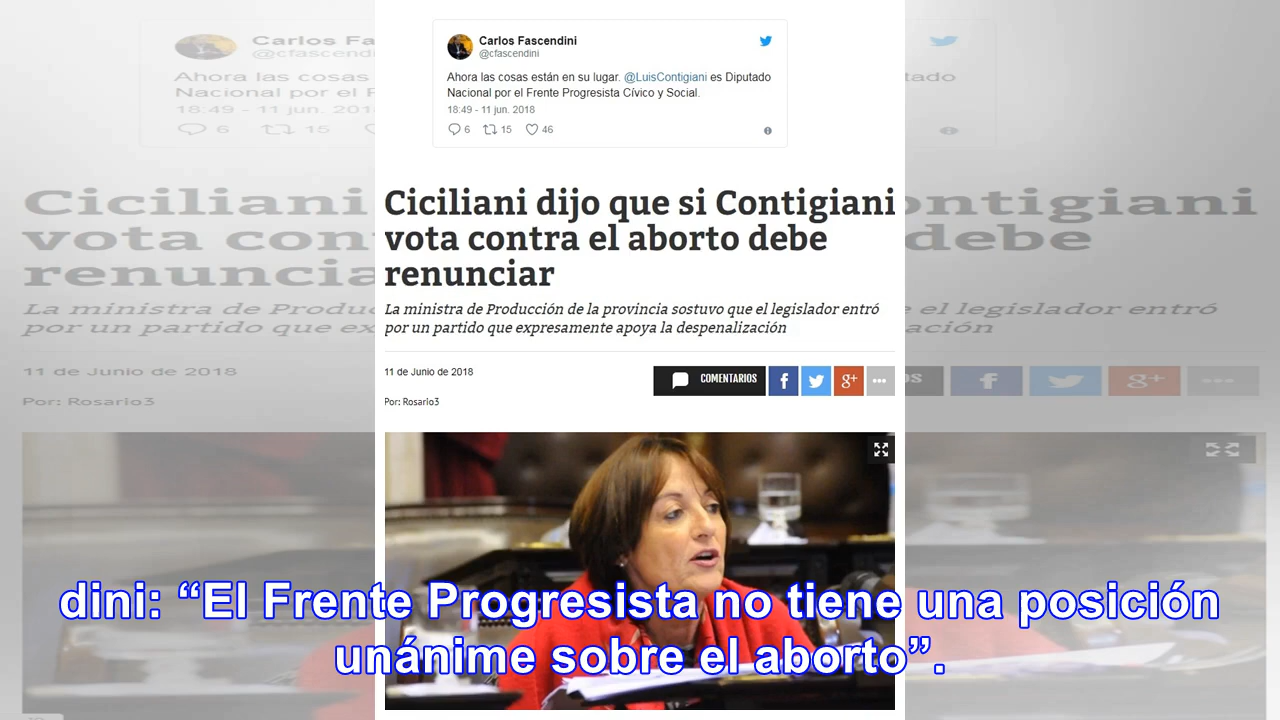 Carlos Fascendini
@cfascendini
Ahora las cosas están en su lugar. @LuisContigiani es Diputado
Nacional por el Frente Progresista Cívico y Social.
18:49 - 11 jun. 2018
6 15 46
Ciciliani dijo que si Contigiani
vota contra el aborto debe
renunciar
La ministra de Producción de la provincia sostuvo que el legislador entró
por un partido que expresamente apoya la despenalización
11 de Junio de 2018
COMENTARIOS
Por: Rosario3
dini: “El Frente Progresista no tiene una posición
unánime sobre el aborto”.